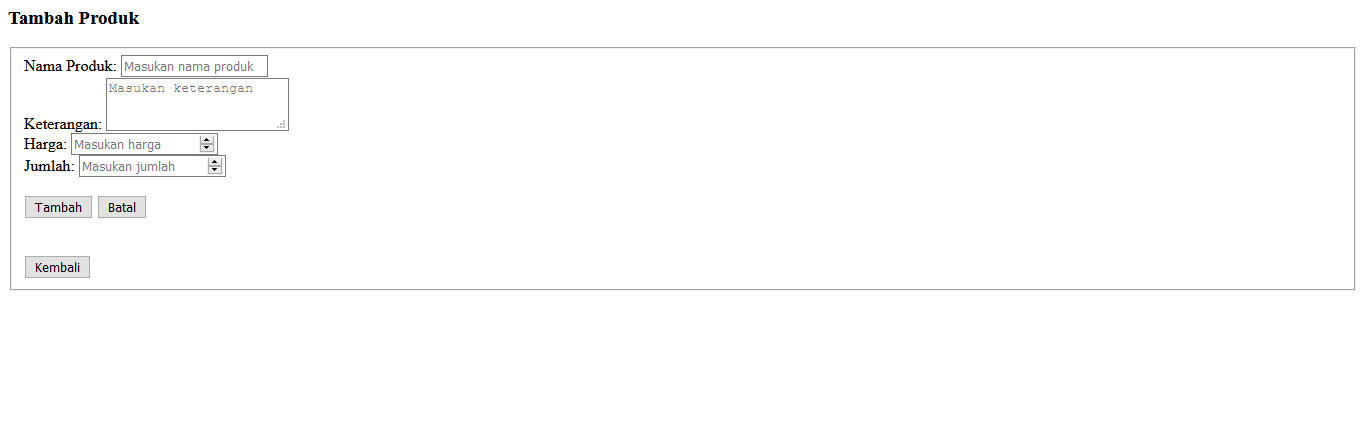 Tambah Produk
Nama Produk: Masukan nama produk
Masukan keterangan
Keterangan:
Harga: Masukan harga
Jumlah: Masukan jumlah
Tambah Batal
Kembali